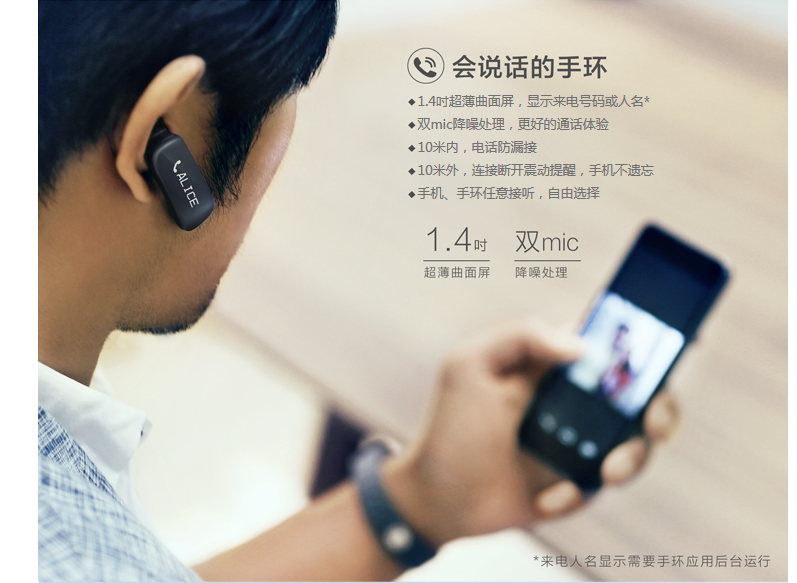 会说话的手环
◆1.4吋超薄曲面屏，显示来电号码或人名*
◆双mic降噪处理，更好的通话体验
◆10米内，电话防漏接
◆10米外，连接断开震动提醒，手机不遗忘
◆手机、手环任意接听，自由选择
ALICE
1.4吋 双mic
超薄曲面屏 降噪处理
*来电人名显示需要手环应用后台运行